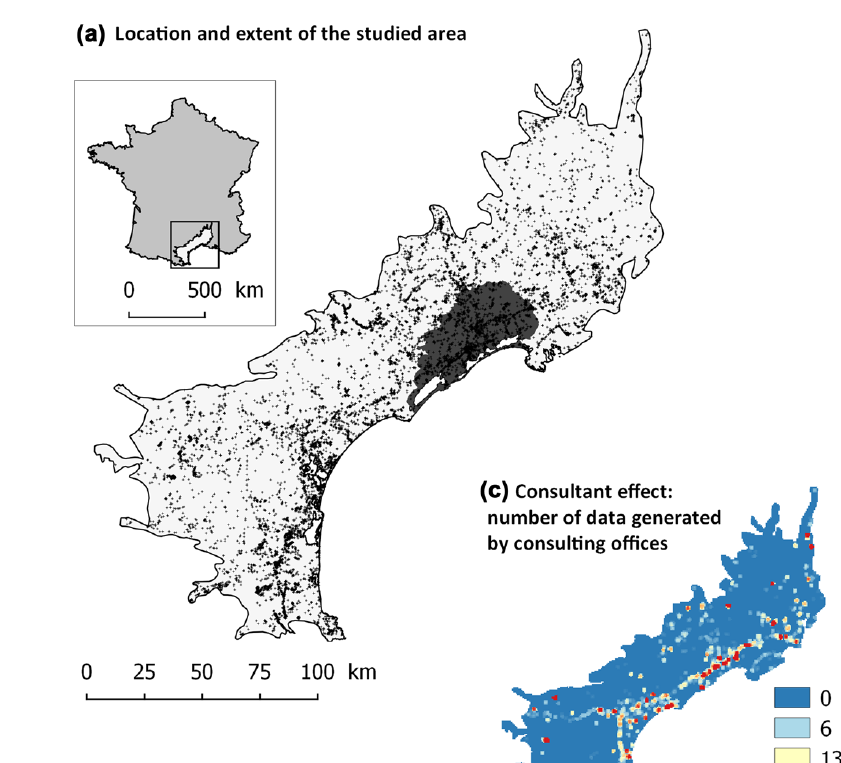 (a) Location and extent of the studied area
0 500 km
(c) Consultant effect:
number of data generated
by consulting offices
0 25 50 75 100 km
0
6
13